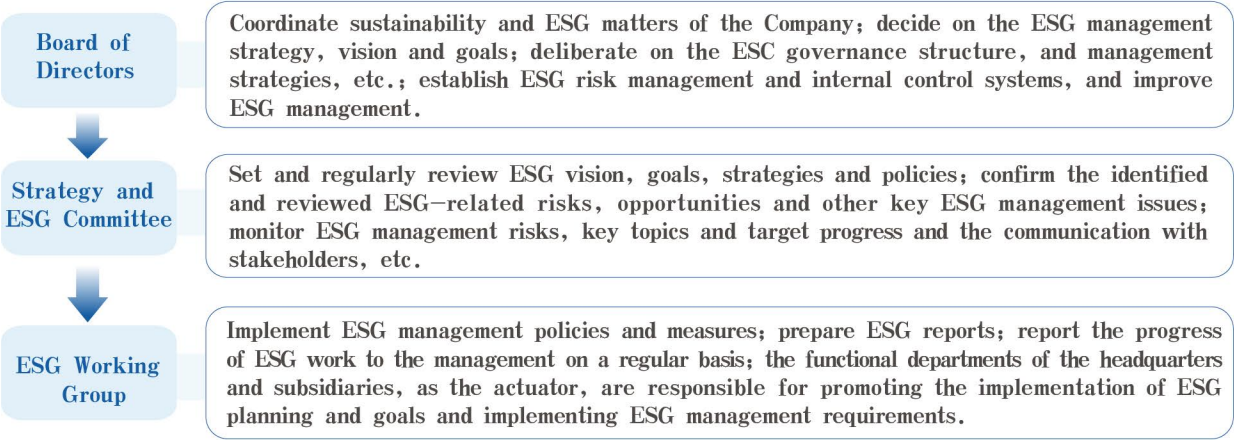 Board of
Directors
Coordinate sustainability and ESG matters of the Company; decide on the ESG management
strategy, vision and goals; deliberate on the ESC governance structure, and management
strategies, etc.; establish ESG risk management and internal control systems, and improve
ESG management.
Strategy and
ESG Committee
Set and regularly review ESG vision, goals, strategies and policies; confirm the identified
and reviewed ESG-related risks, opportunities and other key ESG management issues;
monitor ESG management risks, key topics and target progress and the communication with
stakeholders, etc.
ESG Working
Group
Implement ESG management policies and measures; prepare ESG reports; report the progress
of ESG work to the management on a regular basis; the functional departments of the headquarters
and subsidiaries, as the actuator, are responsible for promoting the implementation of ESG
planning and goals and implementing ESG management requirements.